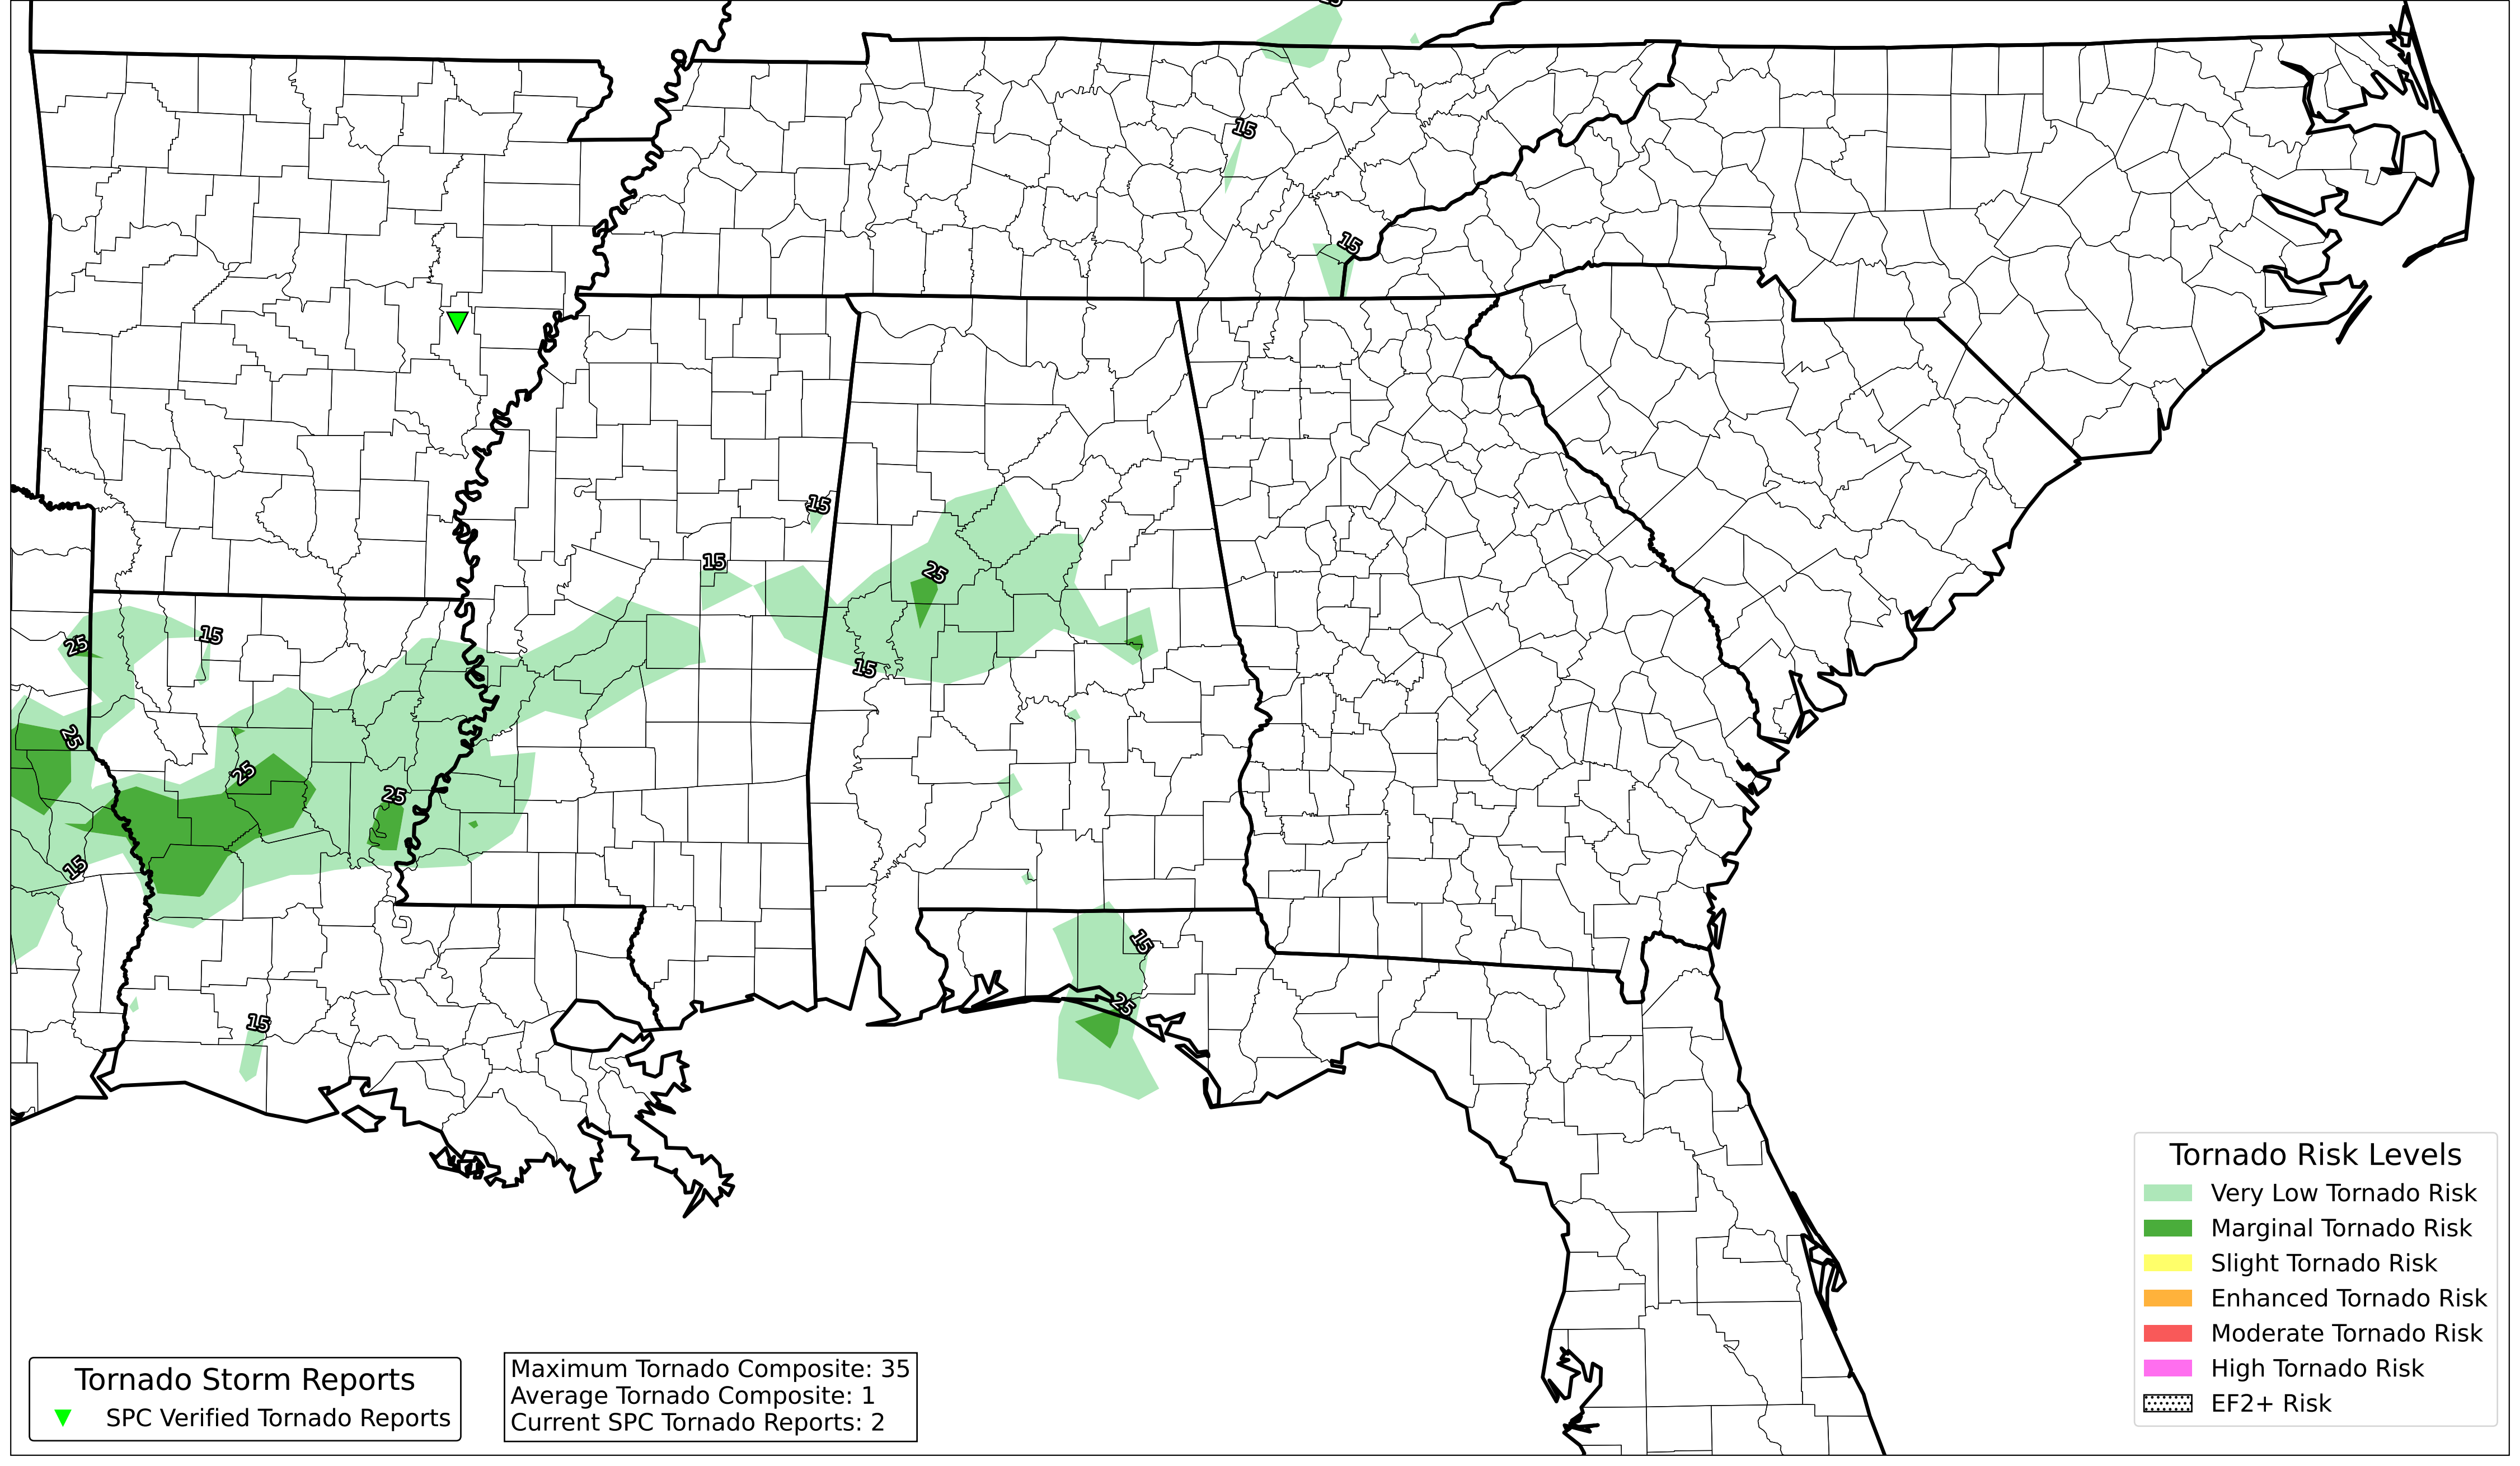 15
15
15
15
25
25
15
15
25
15
25
25
25
15
15
25
15
Tornado Risk Levels
Very Low Tornado Risk
Marginal Tornado Risk
Slight Tornado Risk
Enhanced Tornado Risk
Moderate Tornado Risk
High Tornado Risk
EF2+ Risk
Tornado Storm Reports
SPC Verified Tornado Reports
Maximum Tornado Composite: 35
Average Tornado Composite: 1
Current SPC Tornado Reports: 2